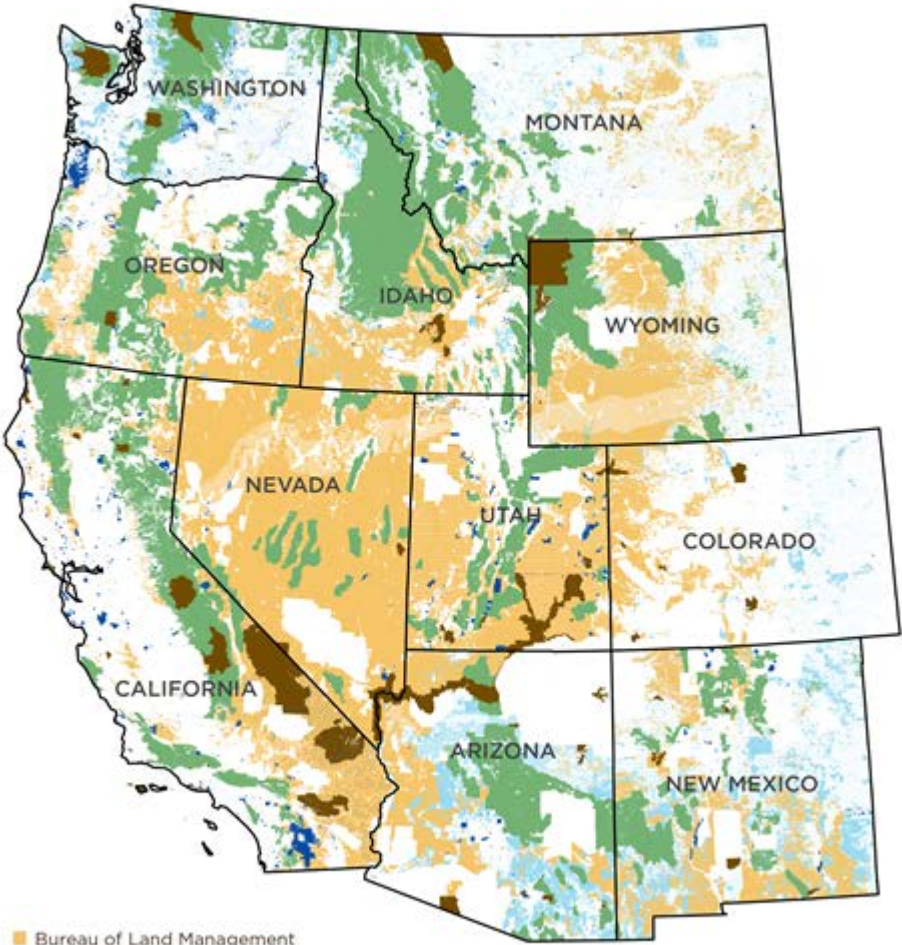 WASHINGTON
MONTANA
OREGON
IDAHO
WYOMING
NEVADA
UTAH
COLORADO
CALIFORNIA
ARIZONA
NEW MEXICO
Bureau of Land Management